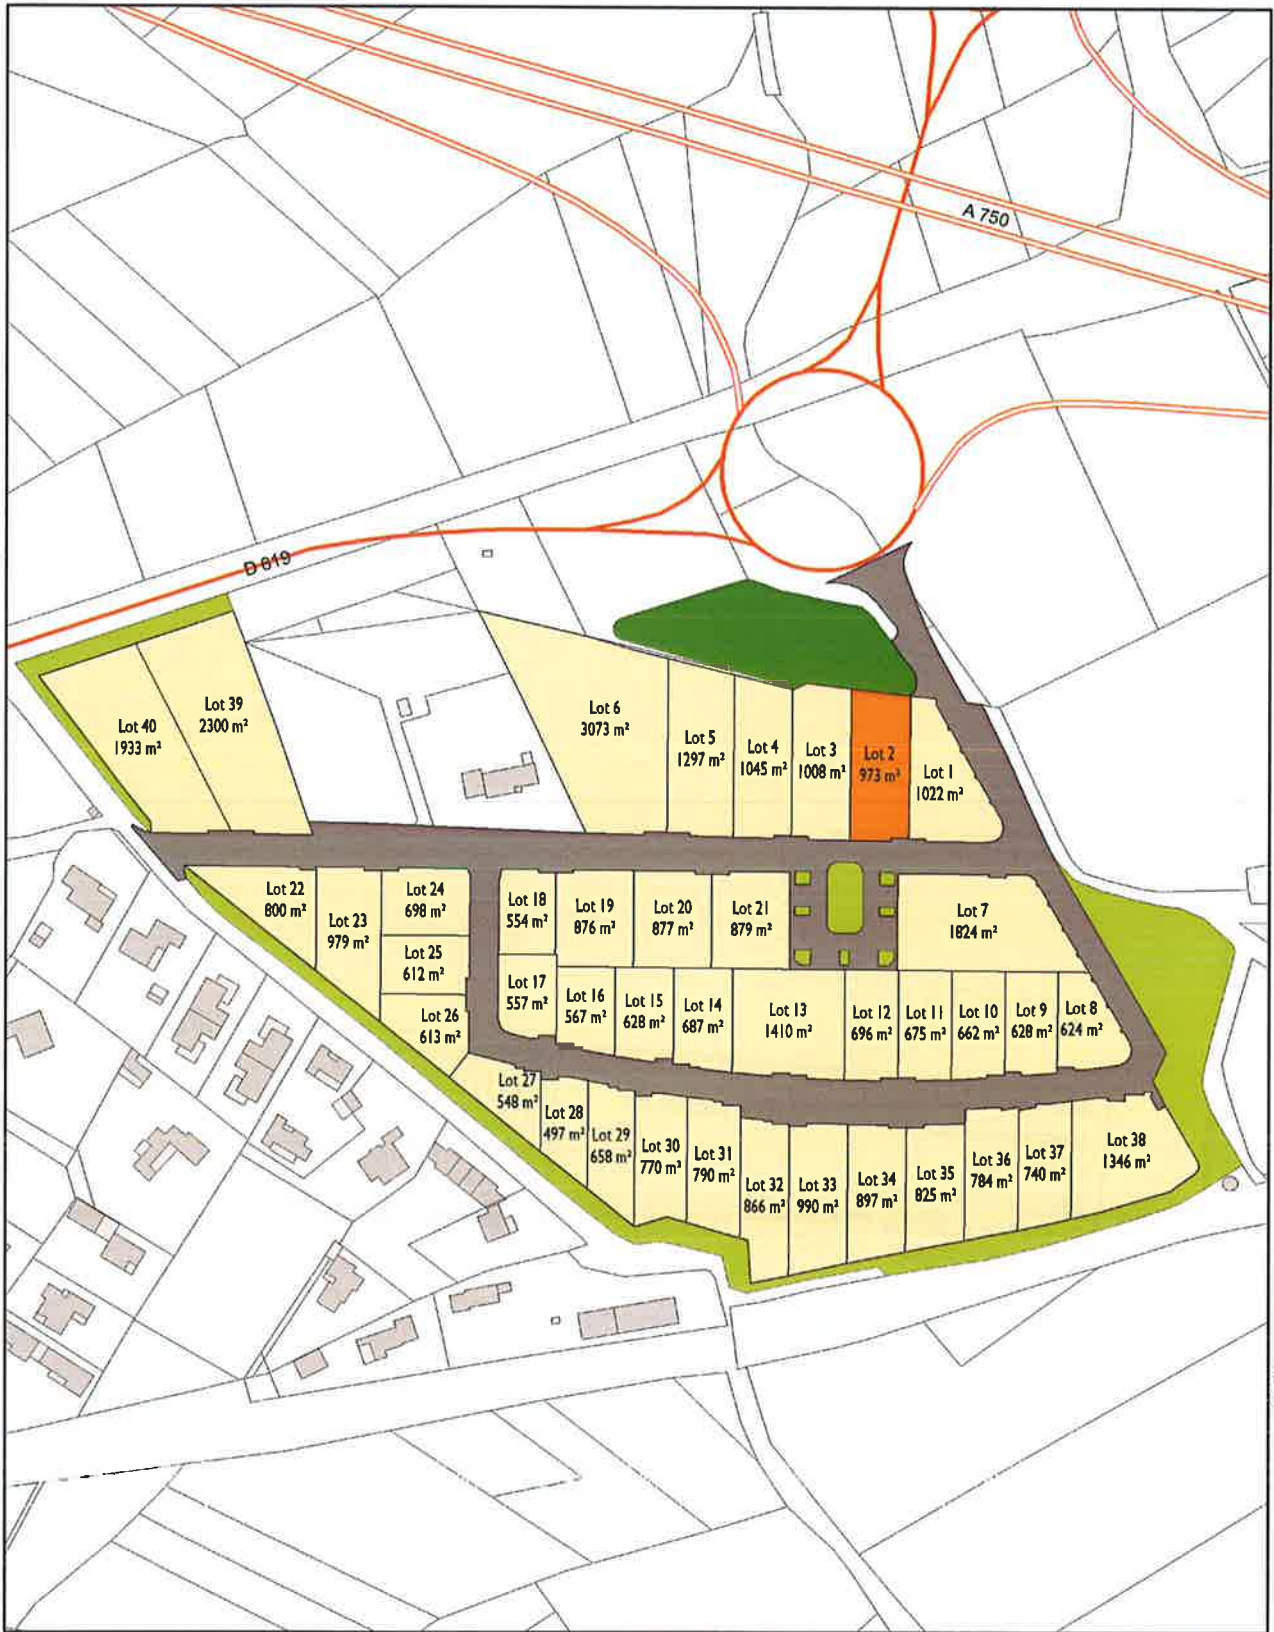 A 750
D 619
Lot 40
1933 m²
Lot 39
2300 m²
Lot 6
3073 m²
Lot 5
1297 m²
Lot 4
1045 m²
Lot 3
1008 m²
Lot 2
973 m²
Lot 1
1022 m²
Lot 22
800 m²
Lot 23
979 m²
Lot 24
698 m²
Lot 25
612 m²
Lot 26
613 m²
Lot 18
554 m²
Lot 19
876 m²
Lot 20
877 m²
Lot 21
879 m²
Lot 7
1824 m²
Lot 17
557 m²
Lot 16
567 m²
Lot 15
628 m²
Lot 14
687 m²
Lot 13
1410 m²
Lot 12
696 m²
Lot 11
675 m²
Lot 10
662 m²
Lot 9
628 m²
Lot 8
624 m²
Lot 27
548 m²
Lot 28
497 m²
Lot 29
658 m²
Lot 30
770 m²
Lot 31
790 m²
Lot 32
866 m²
Lot 33
990 m²
Lot 34
897 m²
Lot 35
825 m²
Lot 36
784 m²
Lot 37
740 m²
Lot 38
1346 m²